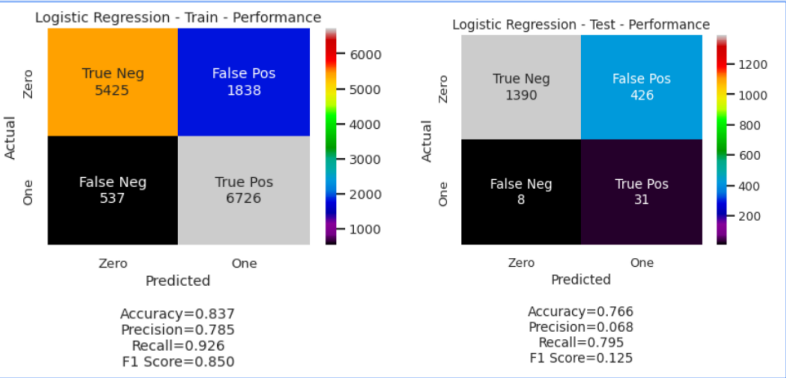 Logistic Regression - Train - Performance
True Neg
5425
False Pos
1838
False Neg
537
True Pos
6726
Zero
One
Actual
Zero
One
Predicted
6000
5000
4000
3000
2000
1000
Accuracy=0.837
Precision=0.785
Recall=0.926
F1 Score=0.850
Logistic Regression - Test - Performance
True Neg
1390
False Pos
426
False Neg
8
True Pos
31
Zero
One
Actual
Zero
One
Predicted
1200
1000
800
600
400
200
Accuracy=0.766
Precision=0.068
Recall=0.795
F1 Score=0.125